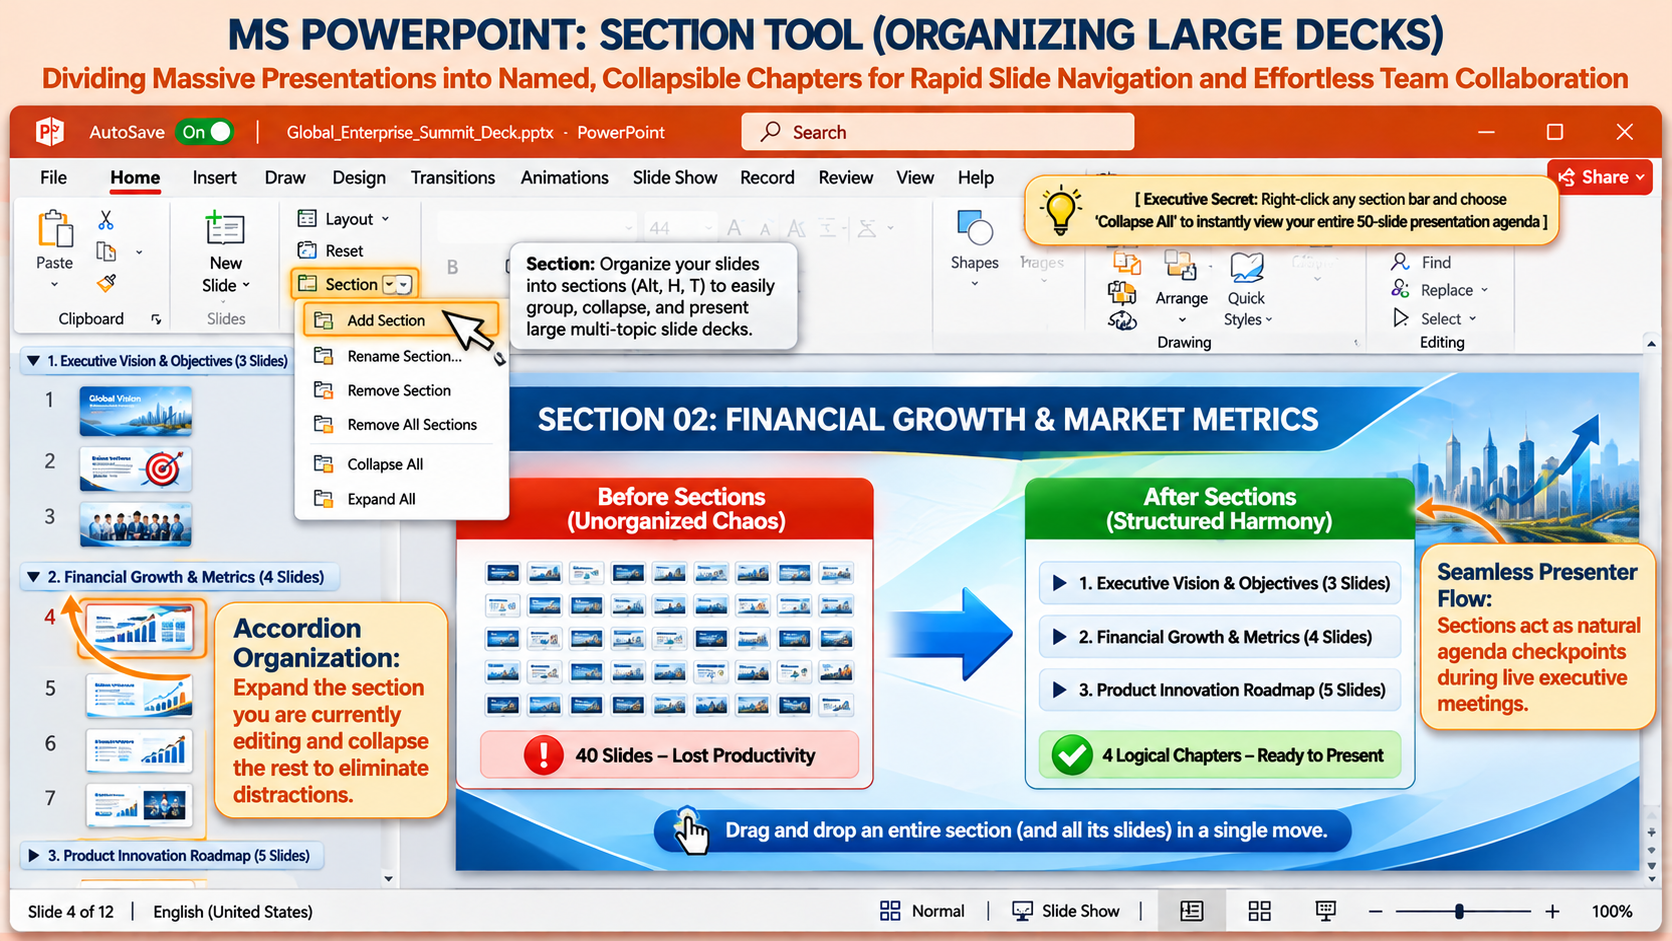 MS POWERPOINT: SECTION TOOL (ORGANIZING LARGE DECKS)
Dividing Massive Presentations into Named, Collapsible Chapters for Rapid Slide Navigation and Effortless Team Collaboration
AutoSave On
Global_Enterprise_Summit_Deck.pptx - PowerPoint
Search
File Home Insert Draw Design Transitions Animations Slide Show Record Review View Help
Share
[ Executive Secret: Right-click any section bar and choose
'Collapse All' to instantly view your entire 50-slide presentation agenda ]
Paste
Clipboard
New
Slide
Slides
Layout
Reset
Section
44
B
Shapes
Arrange
Quick
Styles
Drawing
Find
Replace
Select
Editing
Add Section
Rename Section...
Remove Section
Remove All Sections
Collapse All
Expand All
Section: Organize your slides
into sections (Alt, H, T) to easily
group, collapse, and present
large multi-topic slide decks.
1. Executive Vision & Objectives (3 Slides)
1
Global Vision
2
3
2. Financial Growth & Metrics (4 Slides)
4
5
6
7
3. Product Innovation Roadmap (5 Slides)
Accordion
Organization:
Expand the section
you are currently
editing and collapse
the rest to eliminate
distractions.
SECTION 02: FINANCIAL GROWTH & MARKET METRICS
Before Sections
(Unorganized Chaos)
40 Slides – Lost Productivity
After Sections
(Structured Harmony)
1. Executive Vision & Objectives (3 Slides)
2. Financial Growth & Metrics (4 Slides)
3. Product Innovation Roadmap (5 Slides)
4 Logical Chapters – Ready to Present
Seamless Presenter
Flow:
Sections act as natural
agenda checkpoints
during live executive
meetings.
Drag and drop an entire section (and all its slides) in a single move.
Slide 4 of 12
English (United States)
Normal
Slide Show
100%